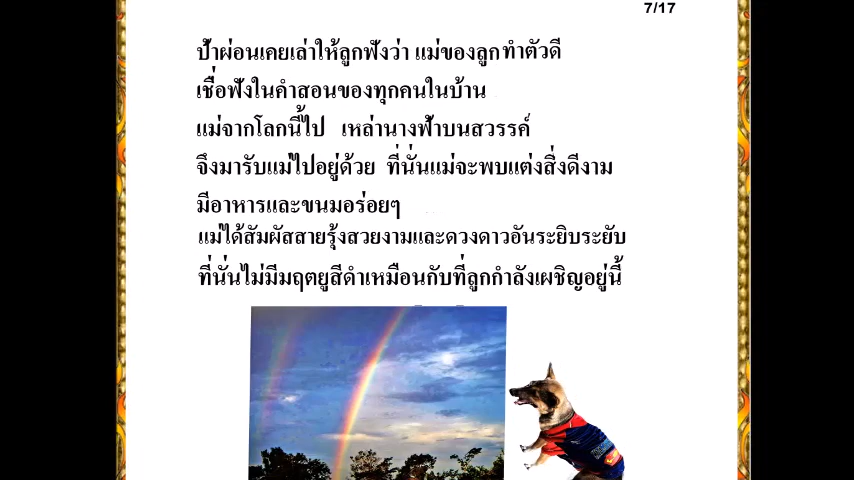 7/17
ป้าผ่อนเคยเล่าให้ลูกฟังว่า แม่ของลูกทำตัวดี
เชื่อฟังในคำสอนของทุกคนในบ้าน
แม่จากโลกนี้ไป เหล่านางฟ้าบนสวรรค์
จึงมารับแม่ไปอยู่ด้วย ที่นั่นแม่จะพบแต่งสิ่งดีงาม
มีอาหารและขนมอร่อยๆ
แม่ได้สัมผัสสายรุ้งสวยงามและดวงดาวอันระยิบระยับ
ที่นั่นไม่มีมฤตยูสีดำเหมือนกับที่ลูกกำลังเผชิญอยู่นี้